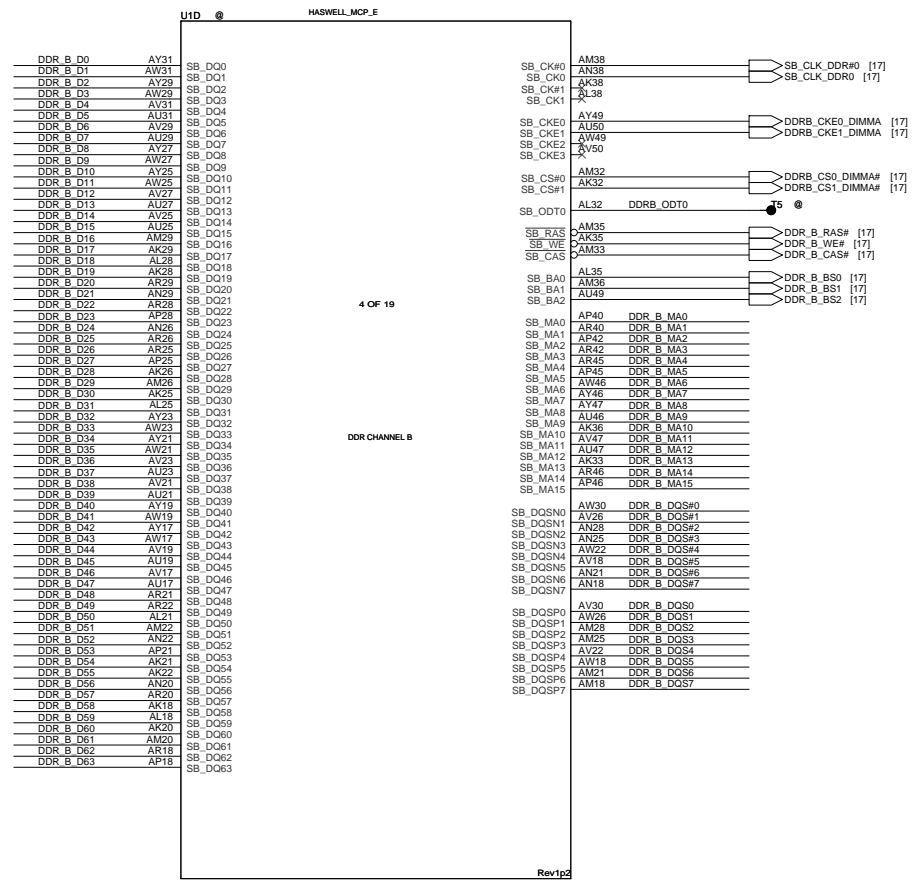 U1D @ HASWELL_MCP_E
DDR_B_D0 AY31 SB_DQ0
DDR_B_D1 AW31 SB_DQ1
DDR_B_D2 AY29 SB_DQ2
DDR_B_D3 AW29 SB_DQ3
DDR_B_D4 AV31 SB_DQ4
DDR_B_D5 AU31 SB_DQ5
DDR_B_D6 AV29 SB_DQ6
DDR_B_D7 AU29 SB_DQ7
DDR_B_D8 AY27 SB_DQ8
DDR_B_D9 AW27 SB_DQ9
DDR_B_D10 AY25 SB_DQ10
DDR_B_D11 AW25 SB_DQ11
DDR_B_D12 AV27 SB_DQ12
DDR_B_D13 AU27 SB_DQ13
DDR_B_D14 AV25 SB_DQ14
DDR_B_D15 AU25 SB_DQ15
DDR_B_D16 AM29 SB_DQ16
DDR_B_D17 AK29 SB_DQ17
DDR_B_D18 AL28 SB_DQ18
DDR_B_D19 AK28 SB_DQ19
DDR_B_D20 AR29 SB_DQ20
DDR_B_D21 AN29 SB_DQ21
DDR_B_D22 AR28 SB_DQ22
DDR_B_D23 AP28 SB_DQ23
DDR_B_D24 AN26 SB_DQ24
DDR_B_D25 AR26 SB_DQ25
DDR_B_D26 AR25 SB_DQ26
DDR_B_D27 AP25 SB_DQ27
DDR_B_D28 AK26 SB_DQ28
DDR_B_D29 AM26 SB_DQ29
DDR_B_D30 AK25 SB_DQ30
DDR_B_D31 AL25 SB_DQ31
DDR_B_D32 AY23 SB_DQ32
DDR_B_D33 AW23 SB_DQ33
DDR_B_D34 AY21 SB_DQ34
DDR_B_D35 AW21 SB_DQ35
DDR_B_D36 AV23 SB_DQ36
DDR_B_D37 AU23 SB_DQ37
DDR_B_D38 AV21 SB_DQ38
DDR_B_D39 AU21 SB_DQ39
DDR_B_D40 AY19 SB_DQ40
DDR_B_D41 AW19 SB_DQ41
DDR_B_D42 AY17 SB_DQ42
DDR_B_D43 AW17 SB_DQ43
DDR_B_D44 AV19 SB_DQ44
DDR_B_D45 AU19 SB_DQ45
DDR_B_D46 AV17 SB_DQ46
DDR_B_D47 AU17 SB_DQ47
DDR_B_D48 AR21 SB_DQ48
DDR_B_D49 AR22 SB_DQ49
DDR_B_D50 AL21 SB_DQ50
DDR_B_D51 AM22 SB_DQ51
DDR_B_D52 AN22 SB_DQ52
DDR_B_D53 AP21 SB_DQ53
DDR_B_D54 AK21 SB_DQ54
DDR_B_D55 AK22 SB_DQ55
DDR_B_D56 AN20 SB_DQ56
DDR_B_D57 AR20 SB_DQ57
DDR_B_D58 AK18 SB_DQ58
DDR_B_D59 AL18 SB_DQ59
DDR_B_D60 AK20 SB_DQ60
DDR_B_D61 AM20 SB_DQ61
DDR_B_D62 AR18 SB_DQ62
DDR_B_D63 AP18 SB_DQ63
4 OF 19
DDR CHANNEL B
SB_CK#0 AM38 SB_CLK_DDR#0 [17]
SB_CK0 AN38 SB_CLK_DDR0 [17]
SB_CK#1 AK38
SB_CK1 AL38
SB_CKE0 AY49 DDRB_CKE0_DIMMA [17]
SB_CKE1 AU50 DDRB_CKE1_DIMMA [17]
SB_CKE2 AW49
SB_CKE3 AV50
SB_CS#0 AM32 DDRB_CS0_DIMMA# [17]
SB_CS#1 AK32 DDRB_CS1_DIMMA# [17]
SB_ODT0 AL32 DDRB_ODT0 T5 @
SB_RAS AM35 DDR_B_RAS# [17]
SB_WE AK35 DDR_B_WE# [17]
SB_CAS AM33 DDR_B_CAS# [17]
SB_BA0 AL35 DDR_B_BS0 [17]
SB_BA1 AM36 DDR_B_BS1 [17]
SB_BA2 AU49 DDR_B_BS2 [17]
SB_MA0 AP40 DDR_B_MA0
SB_MA1 AR40 DDR_B_MA1
SB_MA2 AP42 DDR_B_MA2
SB_MA3 AR42 DDR_B_MA3
SB_MA4 AR45 DDR_B_MA4
SB_MA5 AP45 DDR_B_MA5
SB_MA6 AW46 DDR_B_MA6
SB_MA7 AY46 DDR_B_MA7
SB_MA8 AY47 DDR_B_MA8
SB_MA9 AU46 DDR_B_MA9
SB_MA10 AK36 DDR_B_MA10
SB_MA11 AV47 DDR_B_MA11
SB_MA12 AU47 DDR_B_MA12
SB_MA13 AK33 DDR_B_MA13
SB_MA14 AR46 DDR_B_MA14
SB_MA15 AP46 DDR_B_MA15
SB_DQSN0 AW30 DDR_B_DQS#0
SB_DQSN1 AV26 DDR_B_DQS#1
SB_DQSN2 AN28 DDR_B_DQS#2
SB_DQSN3 AN25 DDR_B_DQS#3
SB_DQSN4 AW22 DDR_B_DQS#4
SB_DQSN5 AV18 DDR_B_DQS#5
SB_DQSN6 AN21 DDR_B_DQS#6
SB_DQSN7 AN18 DDR_B_DQS#7
SB_DQSP0 AV30 DDR_B_DQS0
SB_DQSP1 AW26 DDR_B_DQS1
SB_DQSP2 AM28 DDR_B_DQS2
SB_DQSP3 AM25 DDR_B_DQS3
SB_DQSP4 AV22 DDR_B_DQS4
SB_DQSP5 AW18 DDR_B_DQS5
SB_DQSP6 AM21 DDR_B_DQS6
SB_DQSP7 AM18 DDR_B_DQS7
Rev1p2